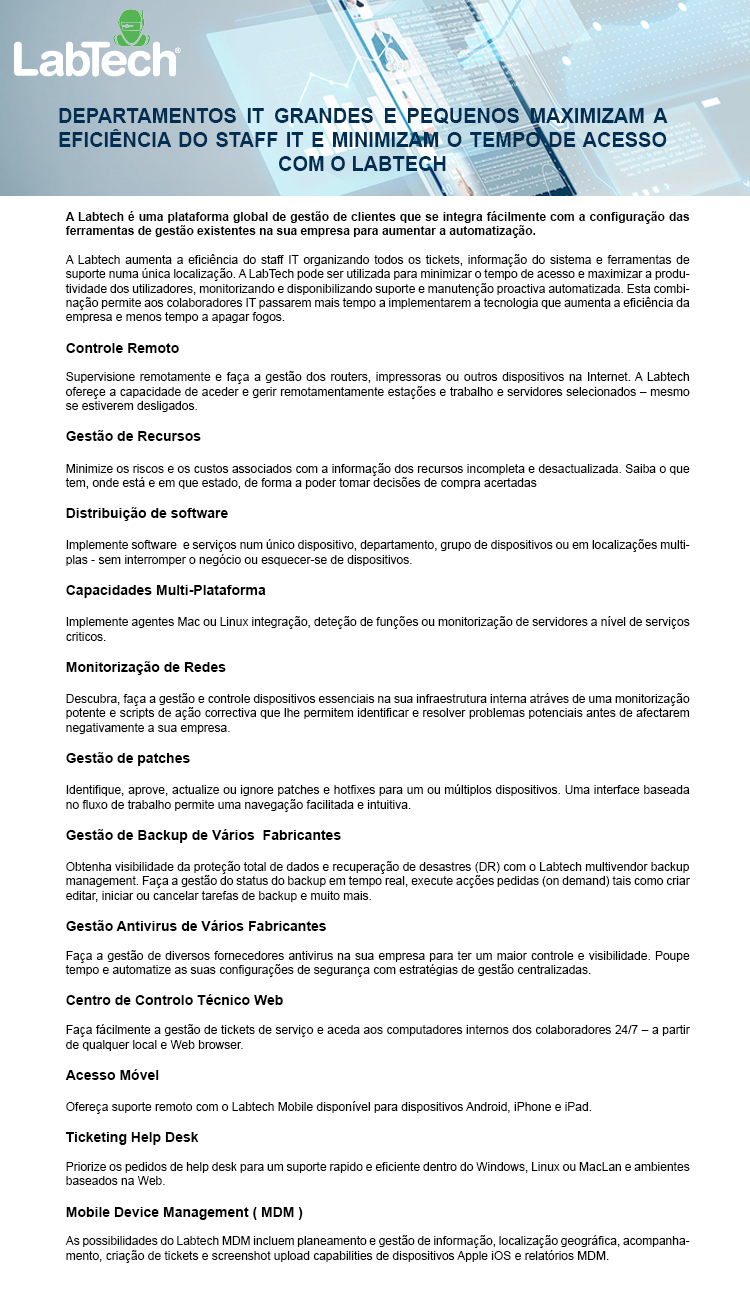 LabTech®
DEPARTAMENTOS IT GRANDES E PEQUENOS MAXIMIZAM A
EFICIÊNCIA DO STAFF IT E MINIMIZAM O TEMPO DE ACESSO
COM O LABTECH
A Labtech é uma plataforma global de gestão de clientes que se integra fácilmente com a configuração das
ferramentas de gestão existentes na sua empresa para aumentar a automatização.
A Labtech aumenta a eficiência do staff IT organizando todos os tickets, informação do sistema e ferramentas de
suporte numa única localização. A LabTech pode ser utilizada para minimizar o tempo de acesso e maximizar a produ-
tividade dos utilizadores, monitorizando e disponibilizando suporte e manutenção proactiva automatizada. Esta combi-
nação permite aos colaboradores IT passarem mais tempo a implementarem a tecnologia que aumenta a eficiência da
empresa e menos tempo a apagar fogos.
Controle Remoto
Supervisione remotamente e faça a gestão dos routers, impressoras ou outros dispositivos na Internet. A Labtech
ofereçe a capacidade de aceder e gerir remotamentamente estações e trabalho e servidores selecionados – mesmo
se estiverem desligados.
Gestão de Recursos
Minimize os riscos e os custos associados com a informação dos recursos incompleta e desactualizada. Saiba o que
tem, onde está e em que estado, de forma a poder tomar decisões de compra acertadas
Distribuição de software
Implemente software  e serviços num único dispositivo, departamento, grupo de dispositivos ou em localizações multi-
plas - sem interromper o negócio ou esquecer-se de dispositivos.
Capacidades Multi-Plataforma
Implemente agentes Mac ou Linux integração, deteção de funções ou monitorização de servidores a nível de serviços
criticos.
Monitorização de Redes
Descubra, faça a gestão e controle dispositivos essenciais na sua infraestrutura interna atráves de uma monitorização
potente e scripts de ação correctiva que lhe permitem identificar e resolver problemas potenciais antes de afectarem
negativamente a sua empresa.
Gestão de patches
Identifique, aprove, actualize ou ignore patches e hotfixes para um ou múltiplos dispositivos. Uma interface baseada
no fluxo de trabalho permite uma navegação facilitada e intuitiva.
Gestão de Backup de Vários  Fabricantes
Obtenha visibilidade da proteção total de dados e recuperação de desastres (DR) com o Labtech multivendor backup
management. Faça a gestão do status do backup em tempo real, execute acções pedidas (on demand) tais como criar
editar, iniciar ou cancelar tarefas de backup e muito mais.
Gestão Antivirus de Vários Fabricantes
Faça a gestão de diversos fornecedores antivirus na sua empresa para ter um maior controle e visibilidade. Poupe
tempo e automatize as suas configurações de segurança com estratégias de gestão centralizadas.
Centro de Controlo Técnico Web
Faça fácilmente a gestão de tickets de serviço e aceda aos computadores internos dos colaboradores 24/7 – a partir
de qualquer local e Web browser.
Acesso Móvel
Ofereça suporte remoto com o Labtech Mobile disponível para dispositivos Android, iPhone e iPad.
Ticketing Help Desk
Priorize os pedidos de help desk para um suporte rapido e eficiente dentro do Windows, Linux ou MacLan e ambientes
baseados na Web.
Mobile Device Management ( MDM )
As possibilidades do Labtech MDM incluem planeamento e gestão de informação, localização geográfica, acompanha-
mento, criação de tickets e screenshot upload capabilities de dispositivos Apple iOS e relatórios MDM.